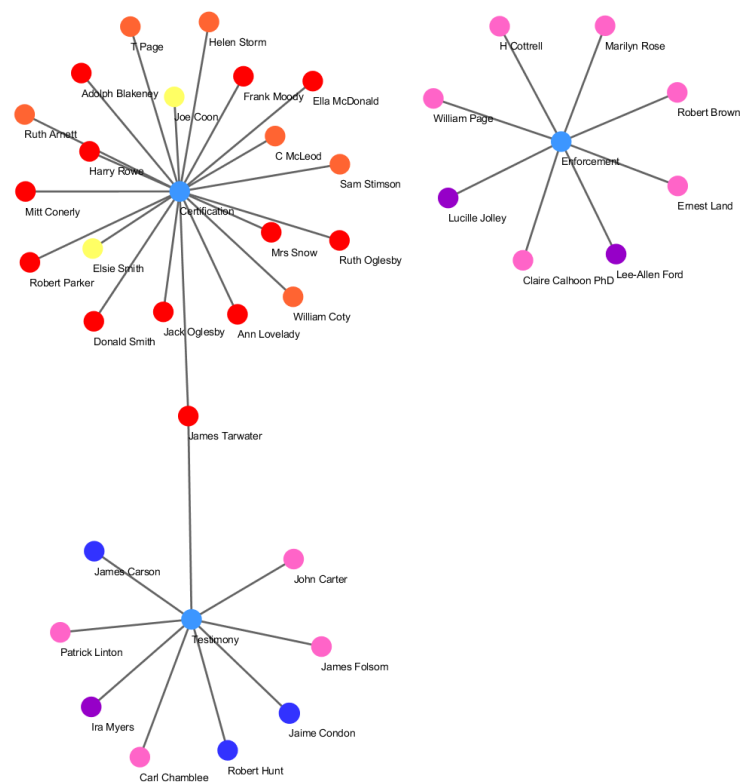 Helen Storm
T Page
H Cottrell
Marilyn Rose
Adolph Blakeney
Frank Moody
Ella McDonald
Joe Coon
Robert Brown
William Page
Ruth Arnett
C McLeod
Enforcement
Harry Rowe
Sam Stimson
Ernest Land
Mitt Conerly
Certification
Lucille Jolley
Mrs Snow
Ruth Oglesby
Elsie Smith
Robert Parker
Claire Calhoon PhD
Lee-Allen Ford
William Coty
Jack Oglesby
Ann Lovelady
Donald Smith
James Tarwater
James Carson
John Carter
Testimony
Patrick Linton
James Folsom
Ira Myers
Jaime Condon
Robert Hunt
Carl Chamblee